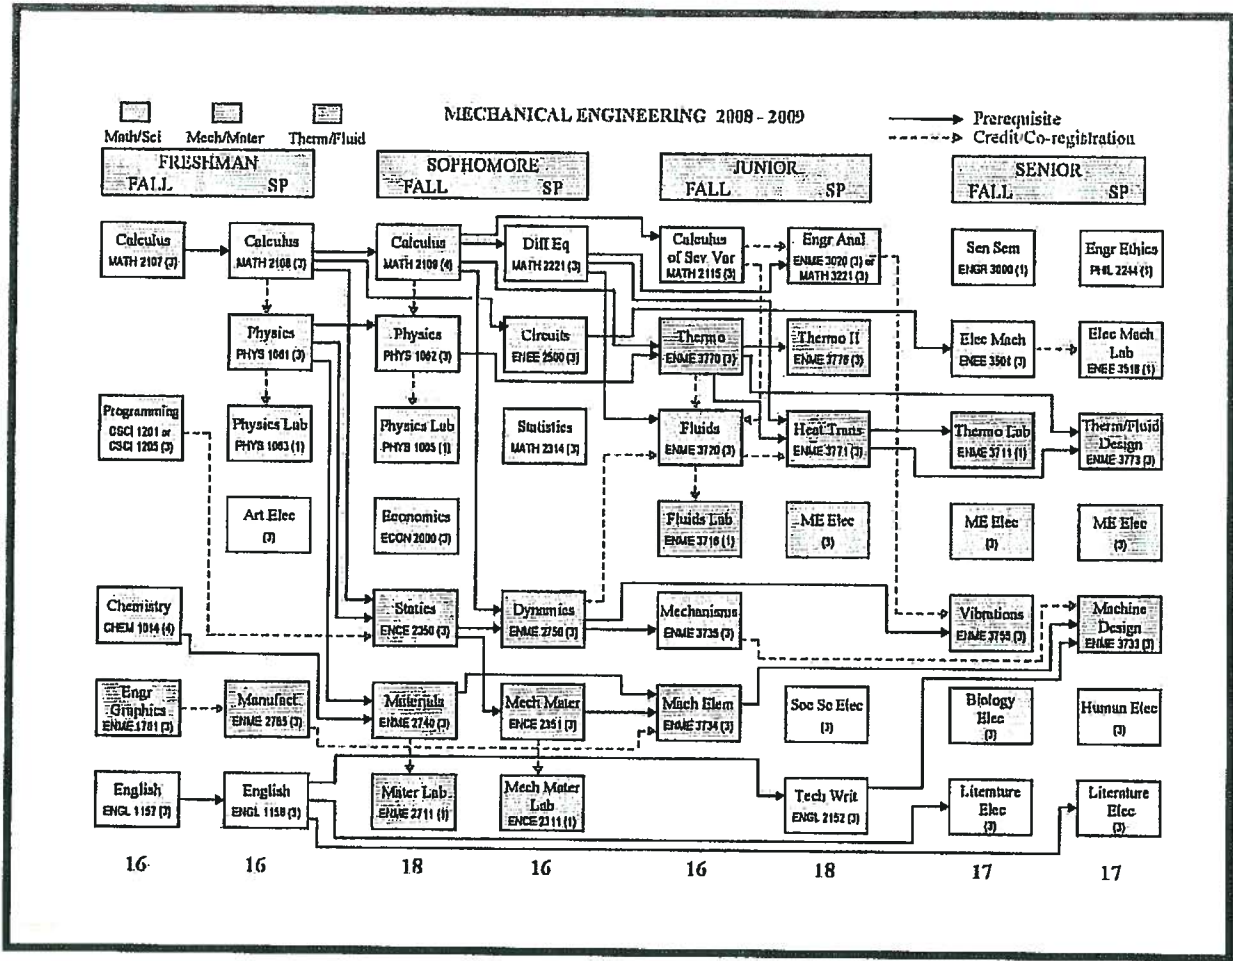 MECHANICAL ENGINEERING 2008 - 2009
Math/Sci
Mech/Mater
Therm/Fluid
Prerequisite
Credit/Co-registration
FRESHMAN
FALL SP
SOPHOMORE
FALL SP
JUNIOR
FALL SP
SENIOR
FALL SP
Calculus
MATH 2107 (3)
Calculus
MATH 2108 (3)
Calculus
MATH 2109 (4)
Diff Eq
MATH 2221 (3)
Calculus
of Sev. Var
MATH 2115 (3)
Engr Anal
ENME 3020 (3) or
MATH 3221 (3)
Sen Sem
ENGR 3000 (1)
Engr Ethics
PHIL 2244 (1)
Physics
PHYS 1061 (3)
Physics
PHYS 1062 (3)
Circuits
ENEE 2500 (3)
Thermo
ENME 3770 (3)
Thermo II
ENME 3776 (3)
Elec Mach
ENEE 3501 (3)
Elec Mach
Lab
ENEE 3518 (1)
Programming
CSCI 1201 or
CSCI 1205 (3)
Physics Lab
PHYS 1063 (1)
Physics Lab
PHYS 1065 (1)
Statistics
MATH 2314 (3)
Fluids
ENME 3720 (3)
Heat Trans
ENME 3771 (3)
Thermo Lab
ENME 3711 (1)
Therm/Fluid
Design
ENME 3773 (3)
Art Elec
(3)
Economics
ECON 2000 (3)
Fluids Lab
ENME 3716 (1)
ME Elec
(3)
ME Elec
(3)
ME Elec
(3)
Chemistry
CHEM 1014 (4)
Statics
ENCE 2350 (3)
Dynamics
ENME 2750 (3)
Mechanisms
ENME 3735 (3)
Vibrations
ENME 3755 (3)
Machine
Design
ENME 3733 (3)
Engr
Graphics
ENME 1781 (3)
Manufact
ENME 2785 (3)
Materials
ENME 2740 (3)
Mech Mater
ENCE 2351 (3)
Mach Elem
ENME 3734 (3)
Soc Sc Elec
(3)
Biology
Elec
(3)
Human Elec
(3)
English
ENGL 1157 (3)
English
ENGL 1158 (3)
Mater Lab
ENME 2711 (1)
Mech Mater
Lab
ENCE 2311 (1)
Tech Writ
ENGL 2152 (3)
Literature
Elec
(3)
Literature
Elec
(3)
16 16 18 16 16 18 17 17